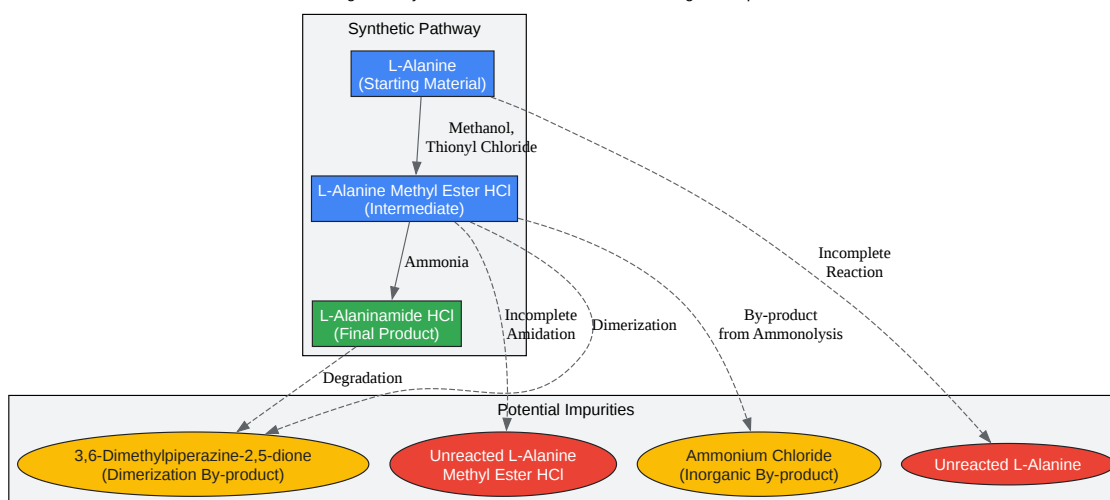 Synthetic Pathway
L-Alanine
(Starting Material)
Methanol,
Thionyl Chloride
L-Alanine Methyl Ester HCl
(Intermediate)
Incomplete
Reaction
Ammonia
L-Alaninamide HCl
(Final Product)
Incomplete
Amidation
Dimerization
By-product
from Ammonolysis
Degradation
Potential Impurities
3,6-Dimethylpiperazine-2,5-dione
(Dimerization By-product)
Unreacted L-Alanine
Methyl Ester HCl
Ammonium Chloride
(Inorganic By-product)
Unreacted L-Alanine